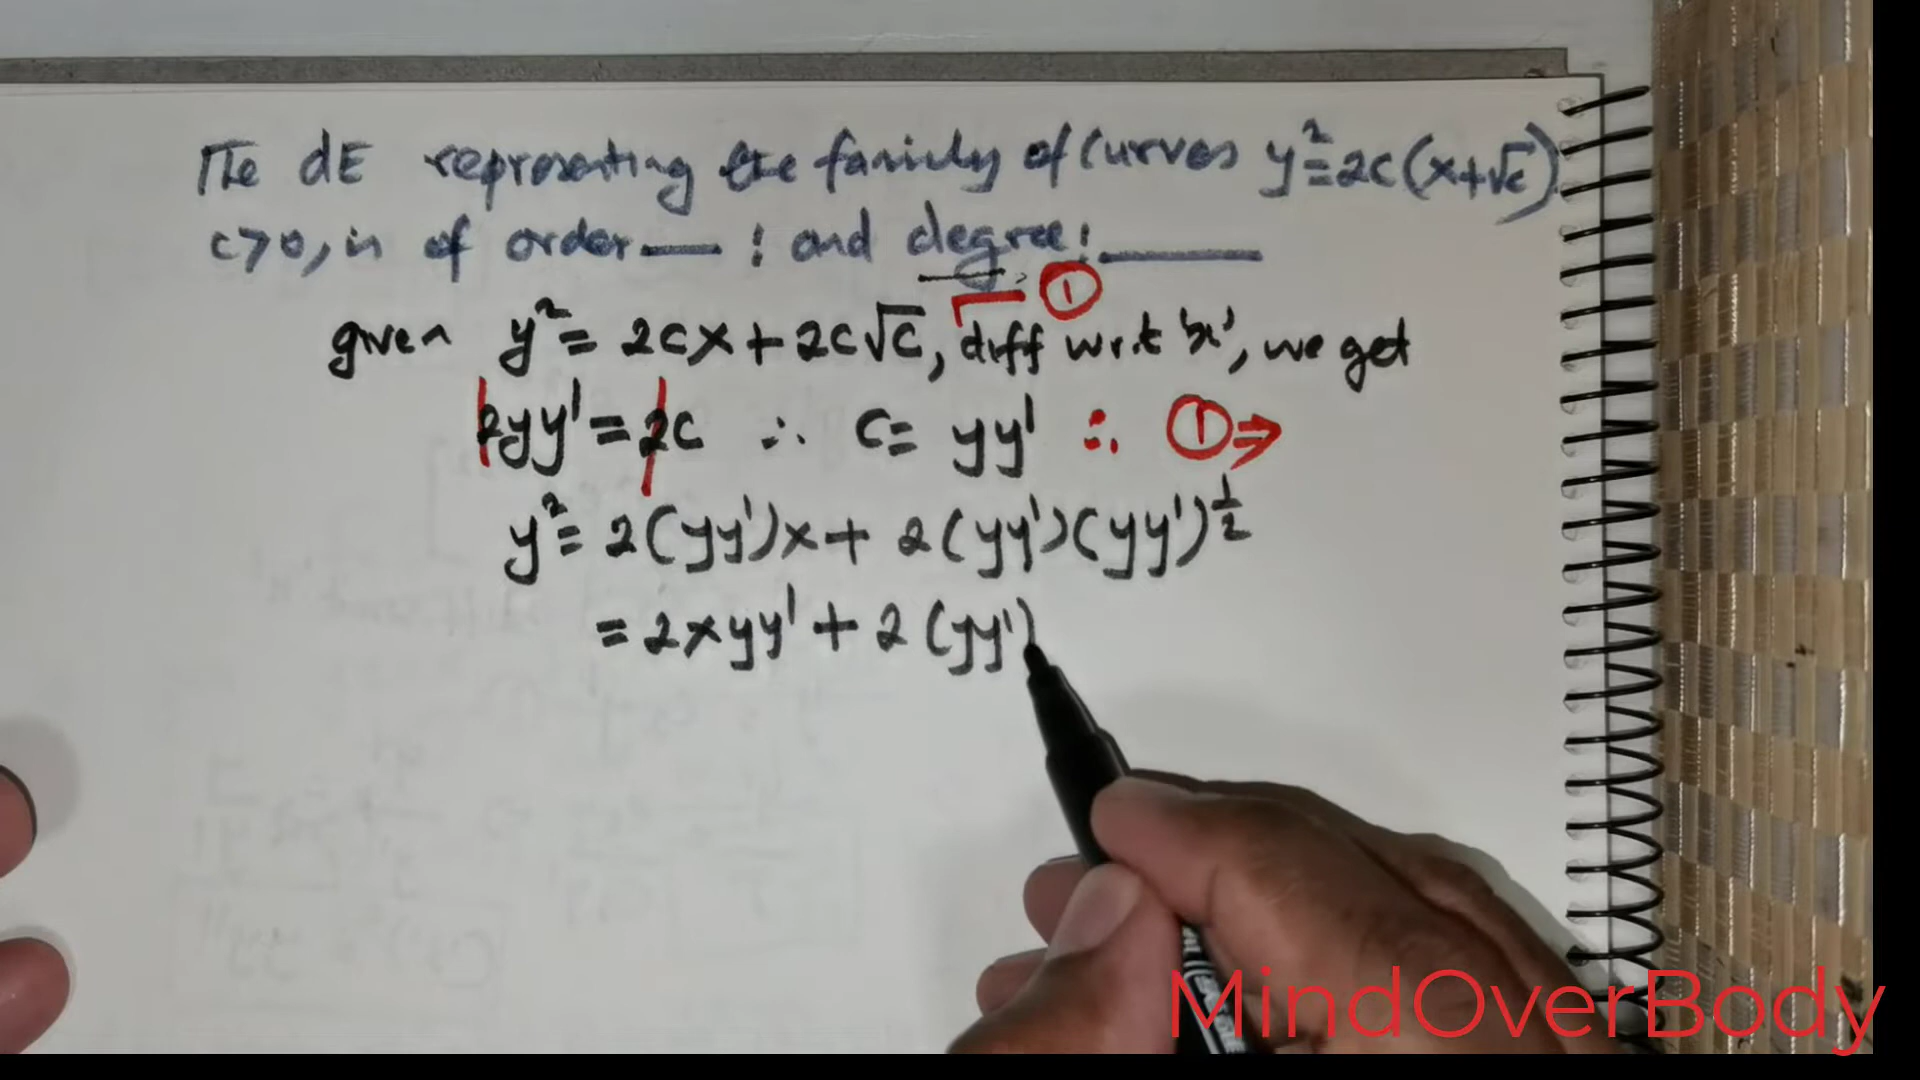 The dE representing the family of Curves y²=2c(x+√c)
c>0, is of order ___ ; and degree: ____
given y² = 2cx + 2c√c, diff w.r.t 'x', we get ①
2yy' = 2c ∴ c = yy' ∴ ① ⇒
y² = 2(yy')x + 2(yy')(yy')^½
= 2xyy' + 2(yy')
MindOverBody